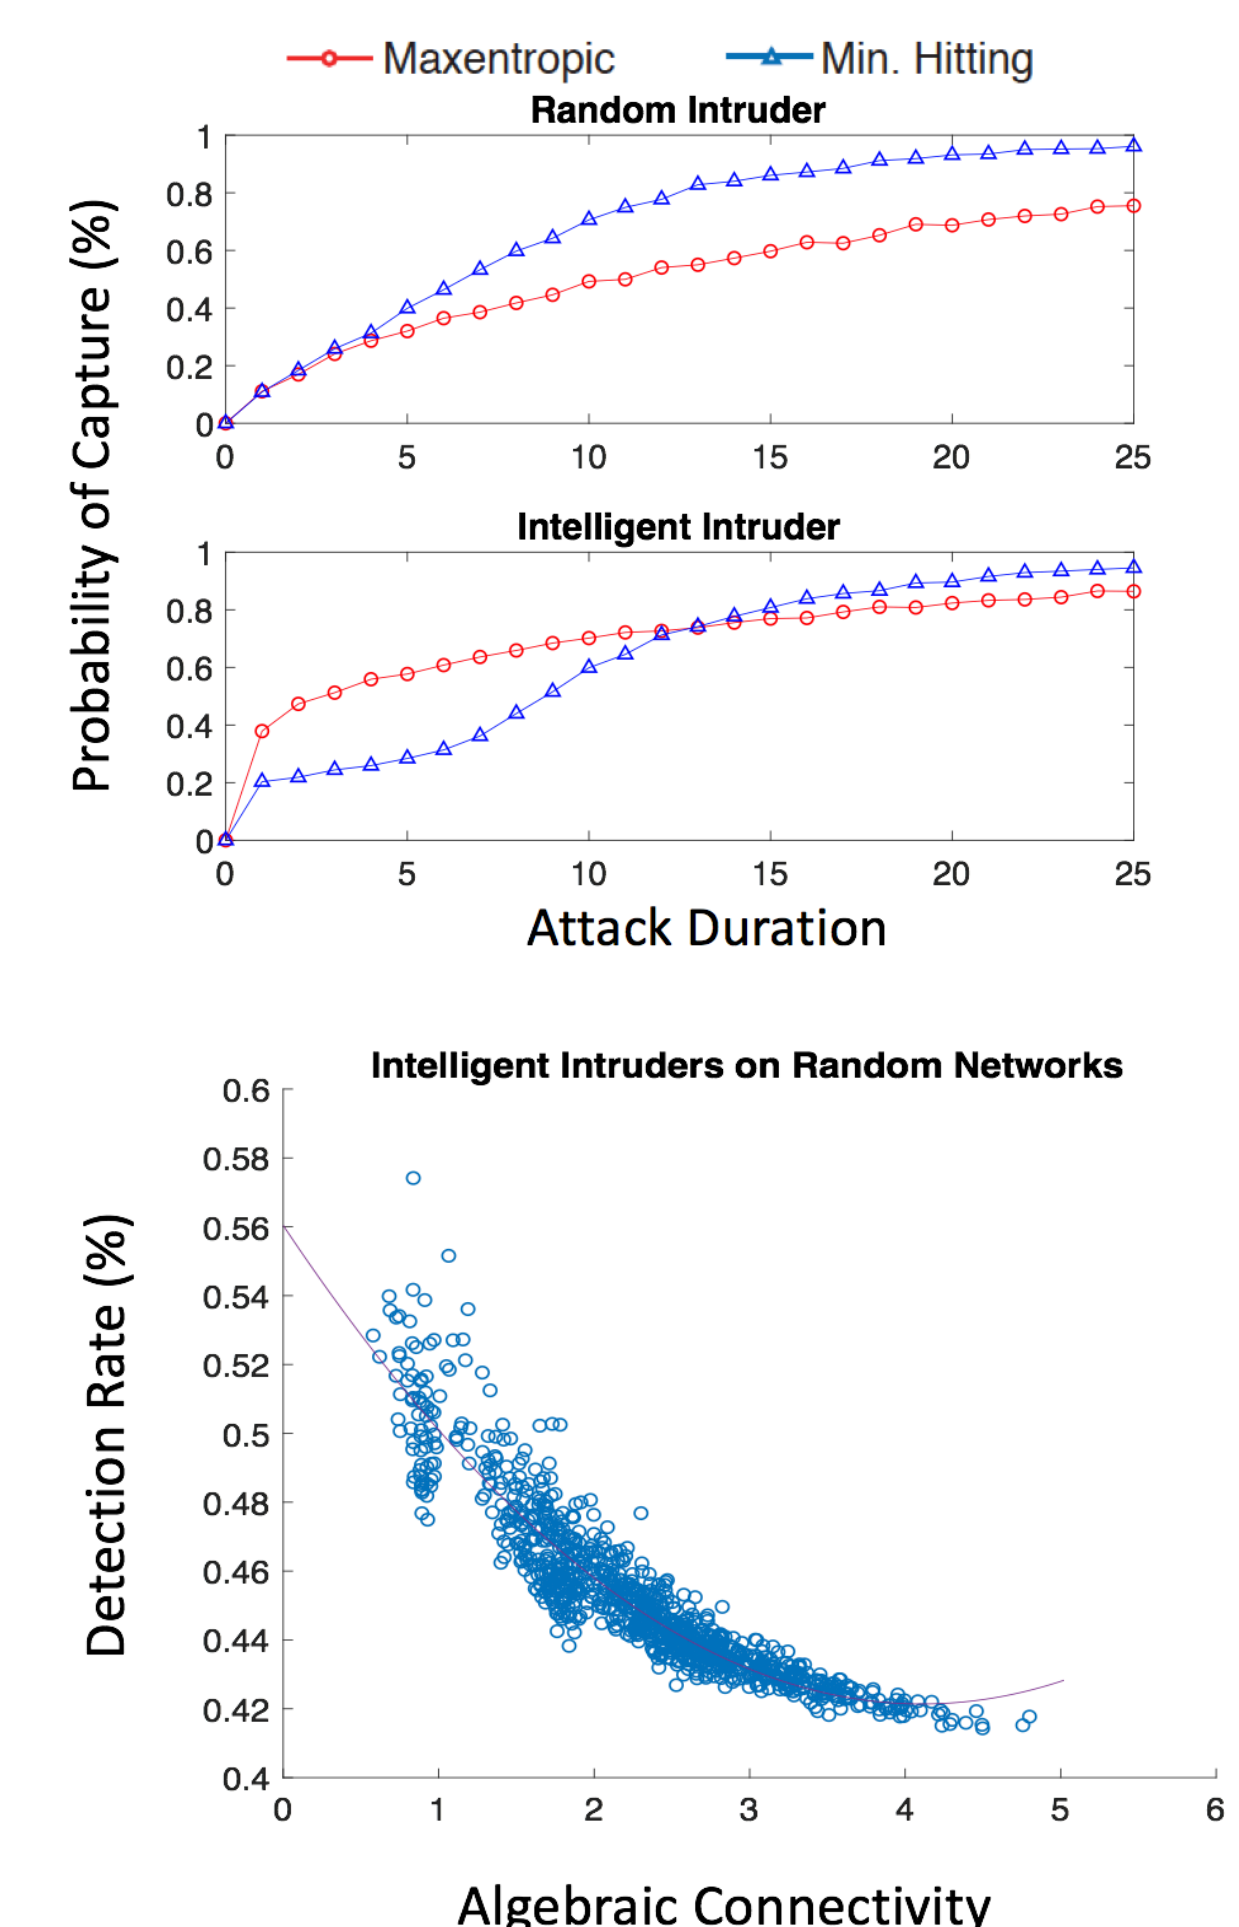 Maxentropic Min. Hitting
Random Intruder
1
0.8
0.6
0.4
0.2
0
0 5 10 15 20 25
Probability of Capture (%)
Intelligent Intruder
1
0.8
0.6
0.4
0.2
0
0 5 10 15 20 25
Attack Duration
Intelligent Intruders on Random Networks
0.6
0.58
0.56
0.54
0.52
0.5
0.48
0.46
0.44
0.42
0.4
Detection Rate (%)
0 1 2 3 4 5 6
Algebraic Connectivity